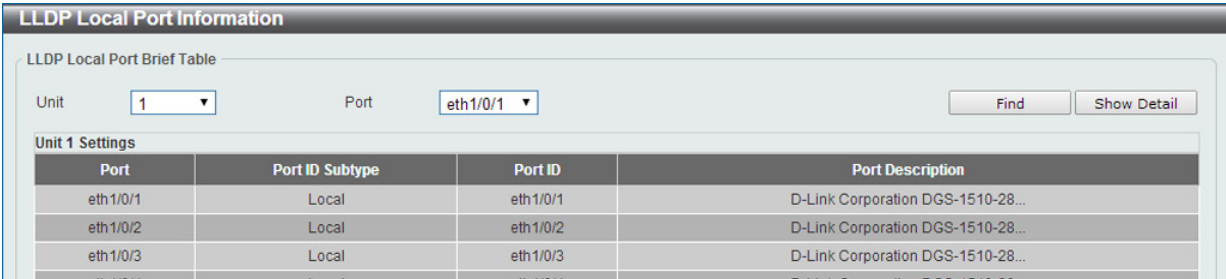 LLDP Local Port Information
LLDP Local Port Brief Table
Unit 1 Port eth1/0/1 Find Show Detail
Unit 1 Settings
Port Port ID Subtype Port ID Port Description
eth1/0/1 Local eth1/0/1 D-Link Corporation DGS-1510-28...
eth1/0/2 Local eth1/0/2 D-Link Corporation DGS-1510-28...
eth1/0/3 Local eth1/0/3 D-Link Corporation DGS-1510-28...